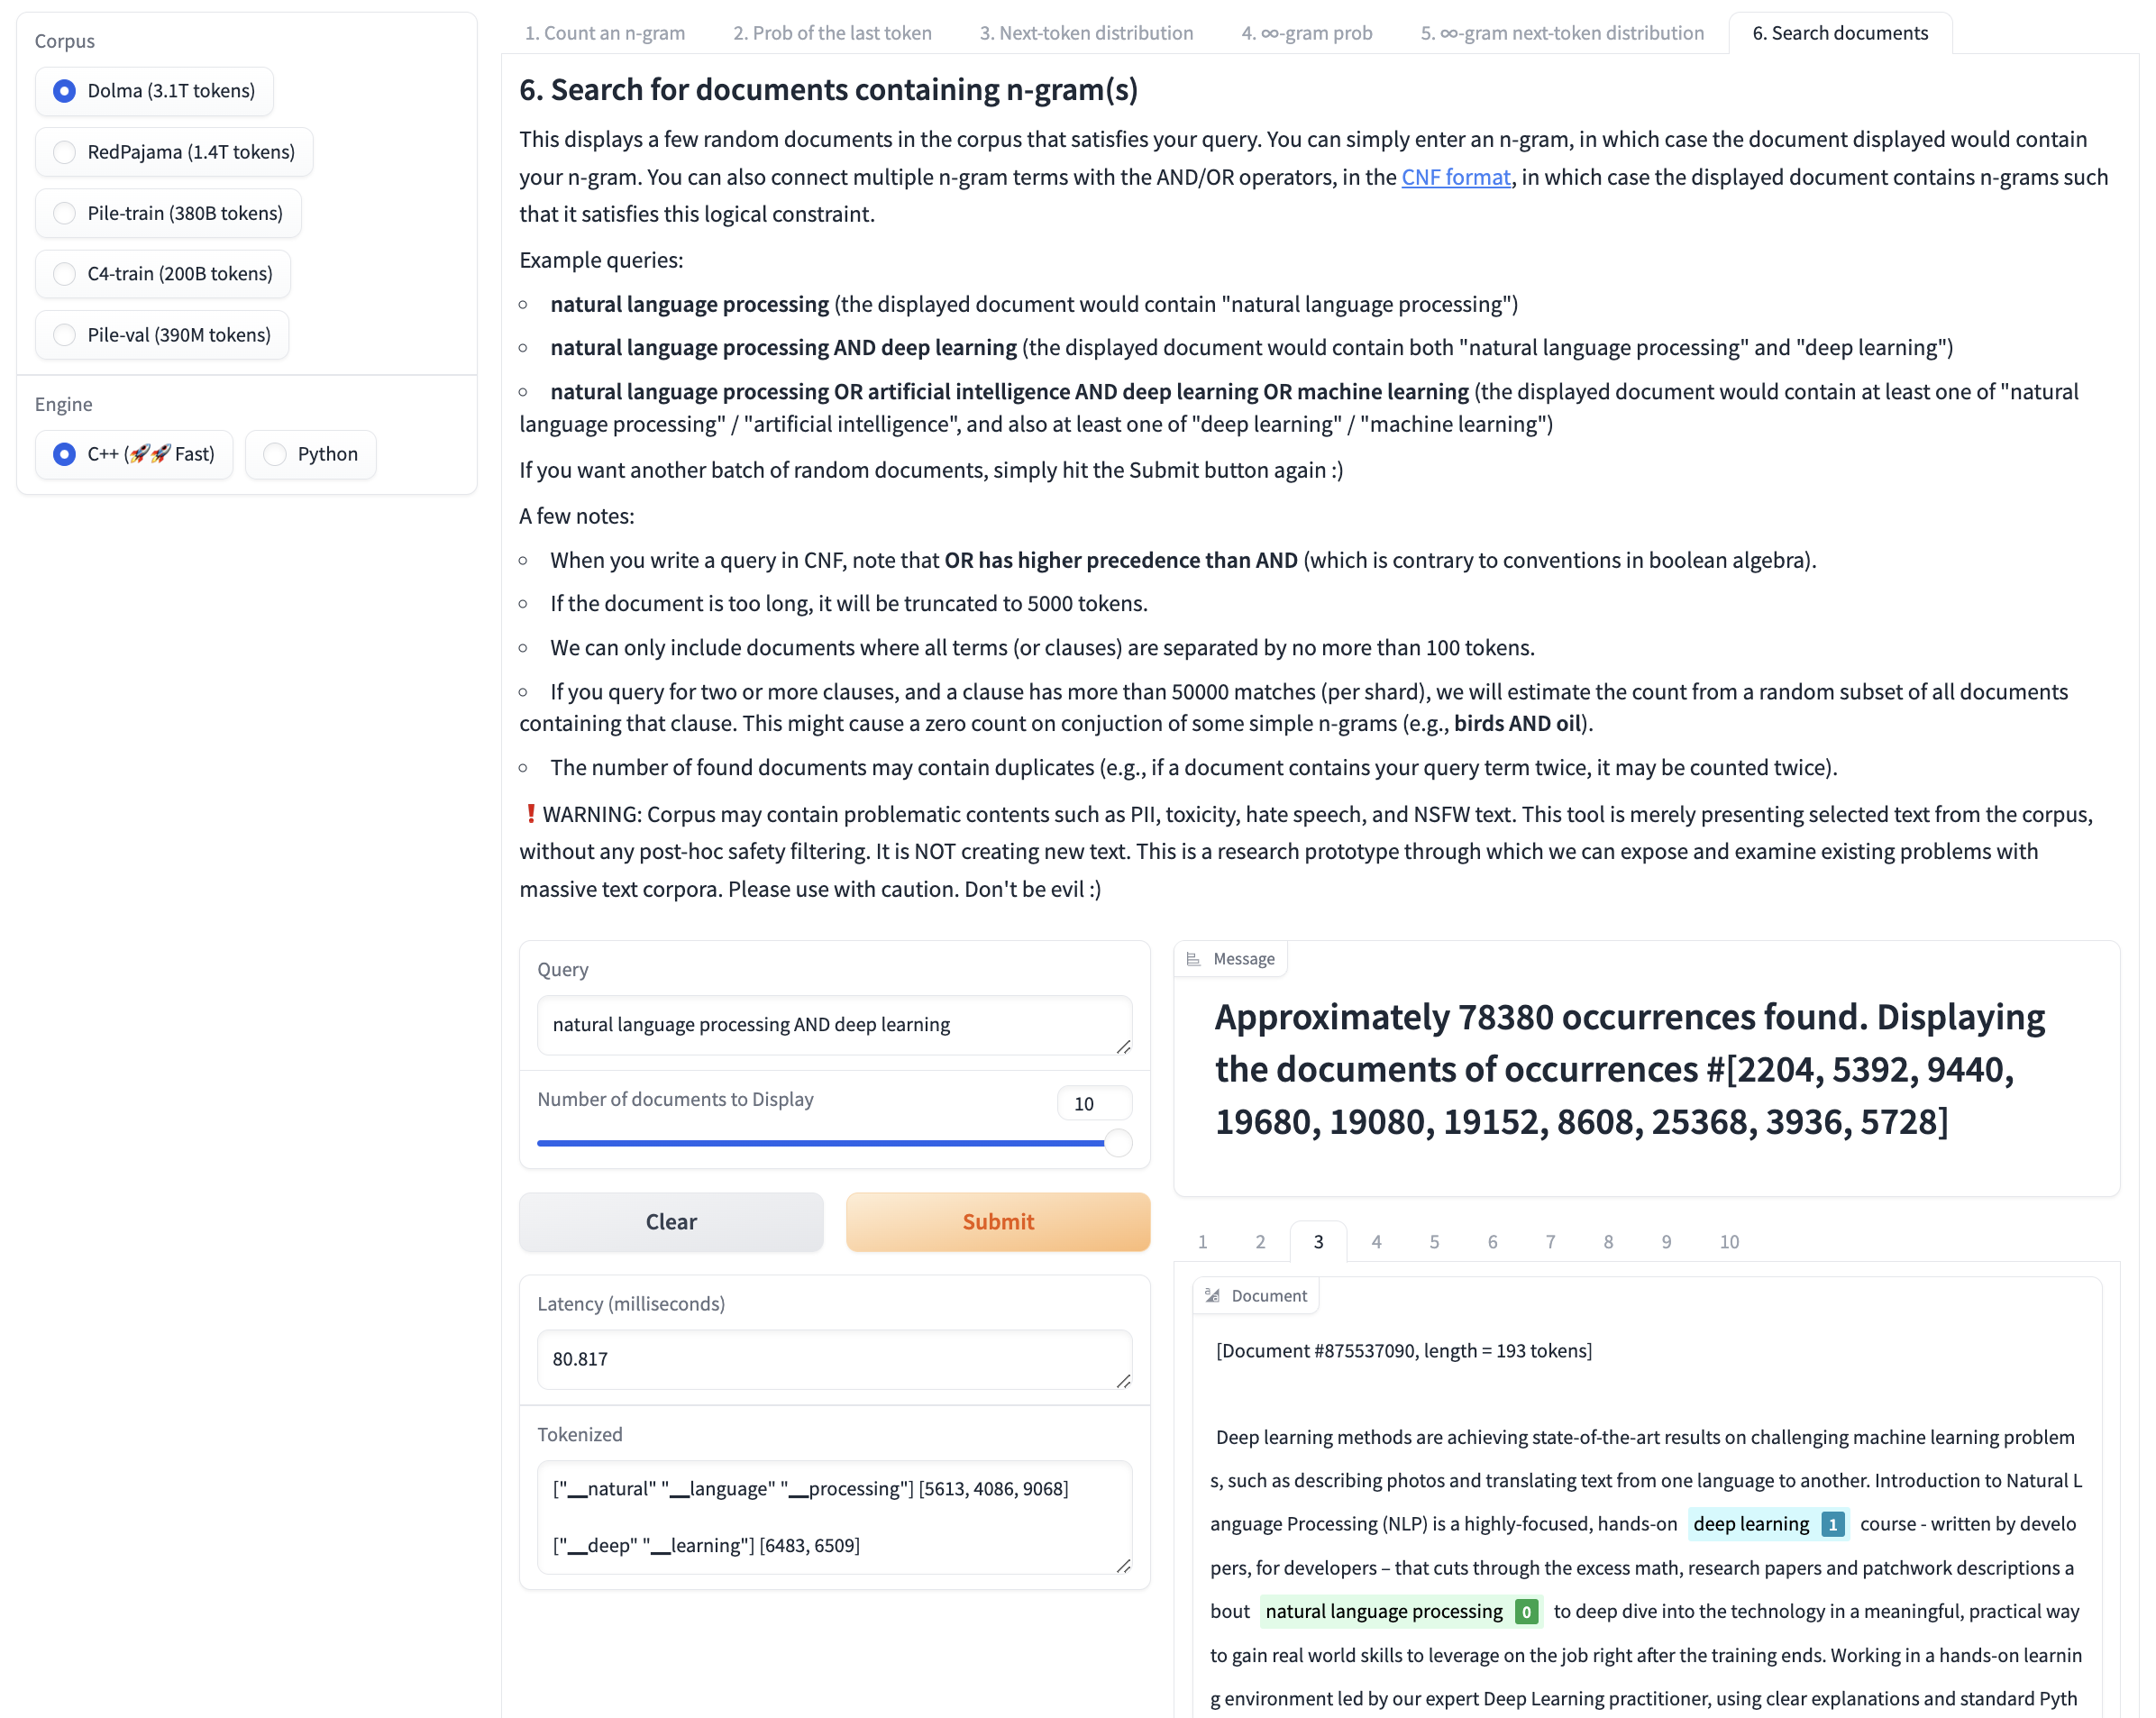 Corpus
Dolma (3.1T tokens)
RedPajama (1.4T tokens)
Pile-train (380B tokens)
C4-train (200B tokens)
Pile-val (390M tokens)
Engine
C++ (🚀🚀 Fast) Python
1. Count an n-gram 2. Prob of the last token 3. Next-token distribution 4. ∞-gram prob 5. ∞-gram next-token distribution 6. Search documents
6. Search for documents containing n-gram(s)
This displays a few random documents in the corpus that satisfies your query. You can simply enter an n-gram, in which case the document displayed would contain
your n-gram. You can also connect multiple n-gram terms with the AND/OR operators, in the CNF format, in which case the displayed document contains n-grams such
that it satisfies this logical constraint.
Example queries:
◦ natural language processing (the displayed document would contain "natural language processing")
◦ natural language processing AND deep learning (the displayed document would contain both "natural language processing" and "deep learning")
◦ natural language processing OR artificial intelligence AND deep learning OR machine learning (the displayed document would contain at least one of "natural
language processing" / "artificial intelligence", and also at least one of "deep learning" / "machine learning")
If you want another batch of random documents, simply hit the Submit button again :)
A few notes:
◦ When you write a query in CNF, note that OR has higher precedence than AND (which is contrary to conventions in boolean algebra).
◦ If the document is too long, it will be truncated to 5000 tokens.
◦ We can only include documents where all terms (or clauses) are separated by no more than 100 tokens.
◦ If you query for two or more clauses, and a clause has more than 50000 matches (per shard), we will estimate the count from a random subset of all documents
containing that clause. This might cause a zero count on conjuction of some simple n-grams (e.g., birds AND oil).
◦ The number of found documents may contain duplicates (e.g., if a document contains your query term twice, it may be counted twice).
❗WARNING: Corpus may contain problematic contents such as PII, toxicity, hate speech, and NSFW text. This tool is merely presenting selected text from the corpus,
without any post-hoc safety filtering. It is NOT creating new text. This is a research prototype through which we can expose and examine existing problems with
massive text corpora. Please use with caution. Don't be evil :)
Query
natural language processing AND deep learning
Number of documents to Display 10
Clear Submit
Latency (milliseconds)
80.817
Tokenized
["__natural" "__language" "__processing"] [5613, 4086, 9068]
["__deep" "__learning"] [6483, 6509]
Message
Approximately 78380 occurrences found. Displaying
the documents of occurrences #[2204, 5392, 9440,
19680, 19080, 19152, 8608, 25368, 3936, 5728]
1 2 3 4 5 6 7 8 9 10
Document
[Document #875537090, length = 193 tokens]
Deep learning methods are achieving state-of-the-art results on challenging machine learning problem
s, such as describing photos and translating text from one language to another. Introduction to Natural L
anguage Processing (NLP) is a highly-focused, hands-on deep learning 1 course - written by develo
pers, for developers – that cuts through the excess math, research papers and patchwork descriptions a
bout natural language processing 0 to deep dive into the technology in a meaningful, practical way
to gain real world skills to leverage on the job right after the training ends. Working in a hands-on learnin
g environment led by our expert Deep Learning practitioner, using clear explanations and standard Pyth